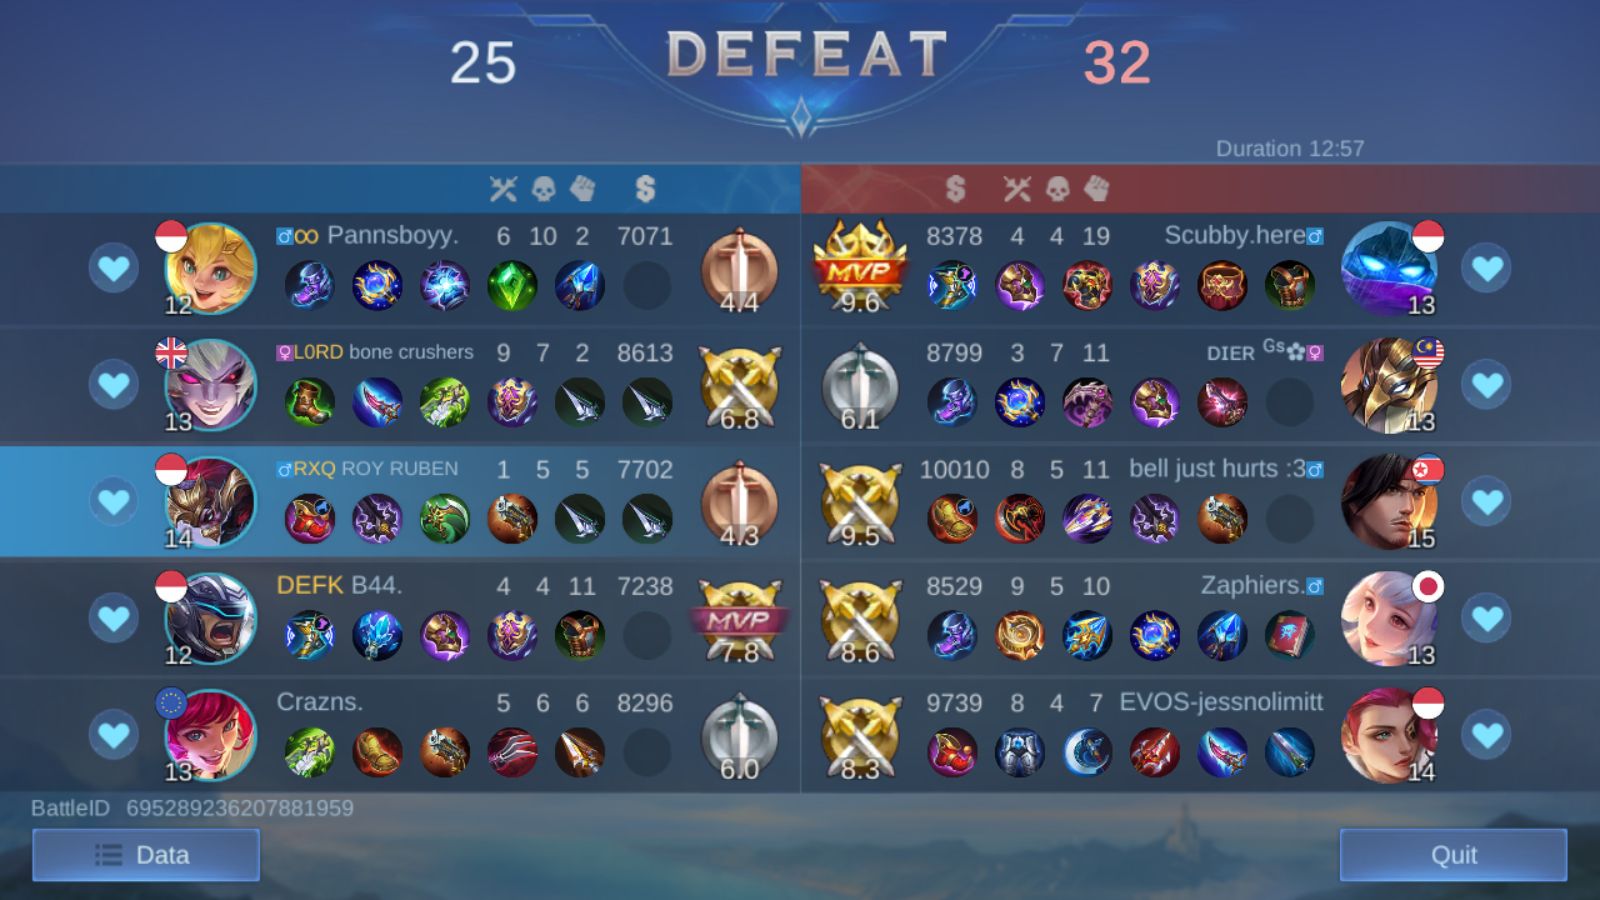 25 DEFEAT 32
Duration 12:57
Pannsboyy. 6 10 2 7071
12 4.4
MVP 8378 4 4 19 Scubby.here
9.6 13
L0RD bone crushers 9 7 2 8613
13 6.8
8799 3 7 11 DIER Gs
6.1 13
RXQ ROY RUBEN 1 5 5 7702
14 4.3
10010 8 5 11 bell just hurts :3
9.5 15
DEFK B44. 4 4 11 7238 MVP
12 7.8
8529 9 5 10 Zaphiers.
8.6 13
Crazns. 5 6 6 8296
13 6.0
9739 8 4 7 EVOS-jessnolimitt
8.3 14
BattleID 695289236207881959
Data Quit